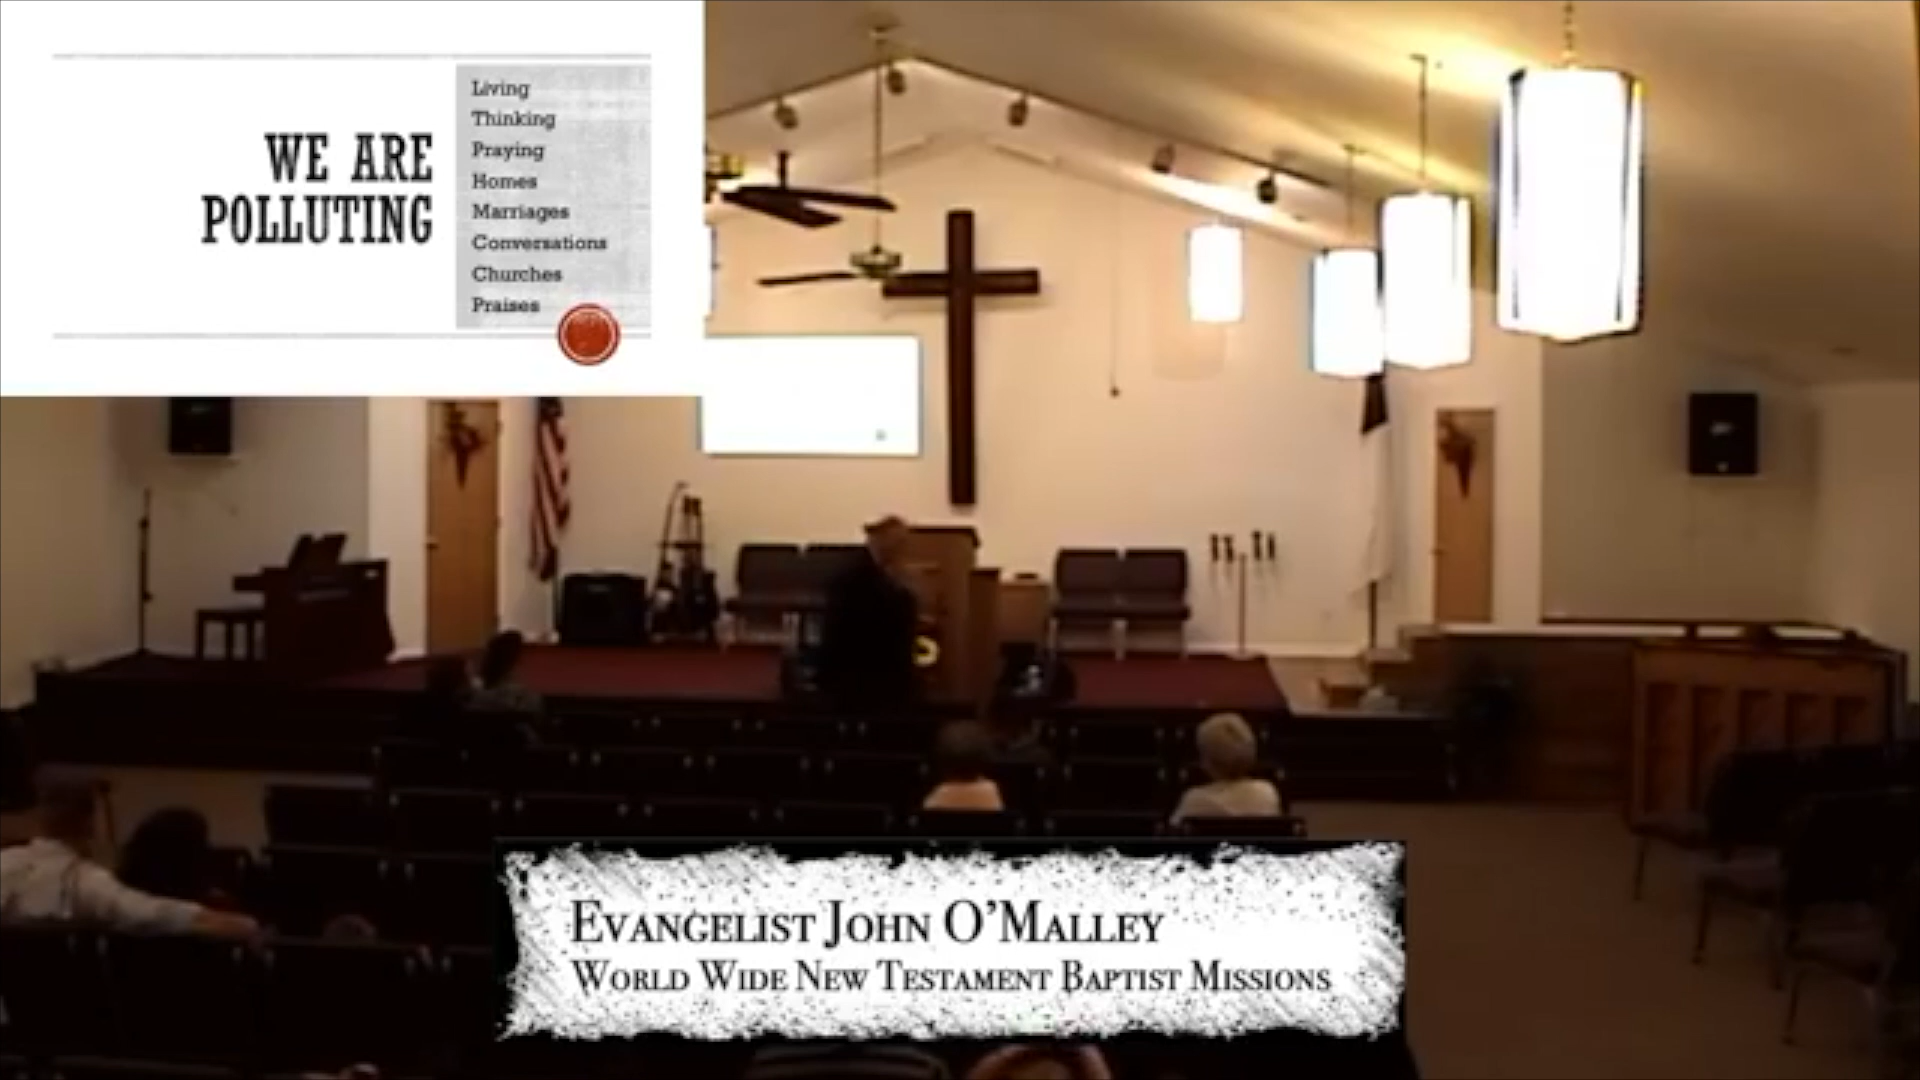 WE ARE
POLLUTING
Living
Thinking
Praying
Homes
Marriages
Conversations
Churches
Praises
EVANGELIST JOHN O'MALLEY
WORLD WIDE NEW TESTAMENT BAPTIST MISSIONS